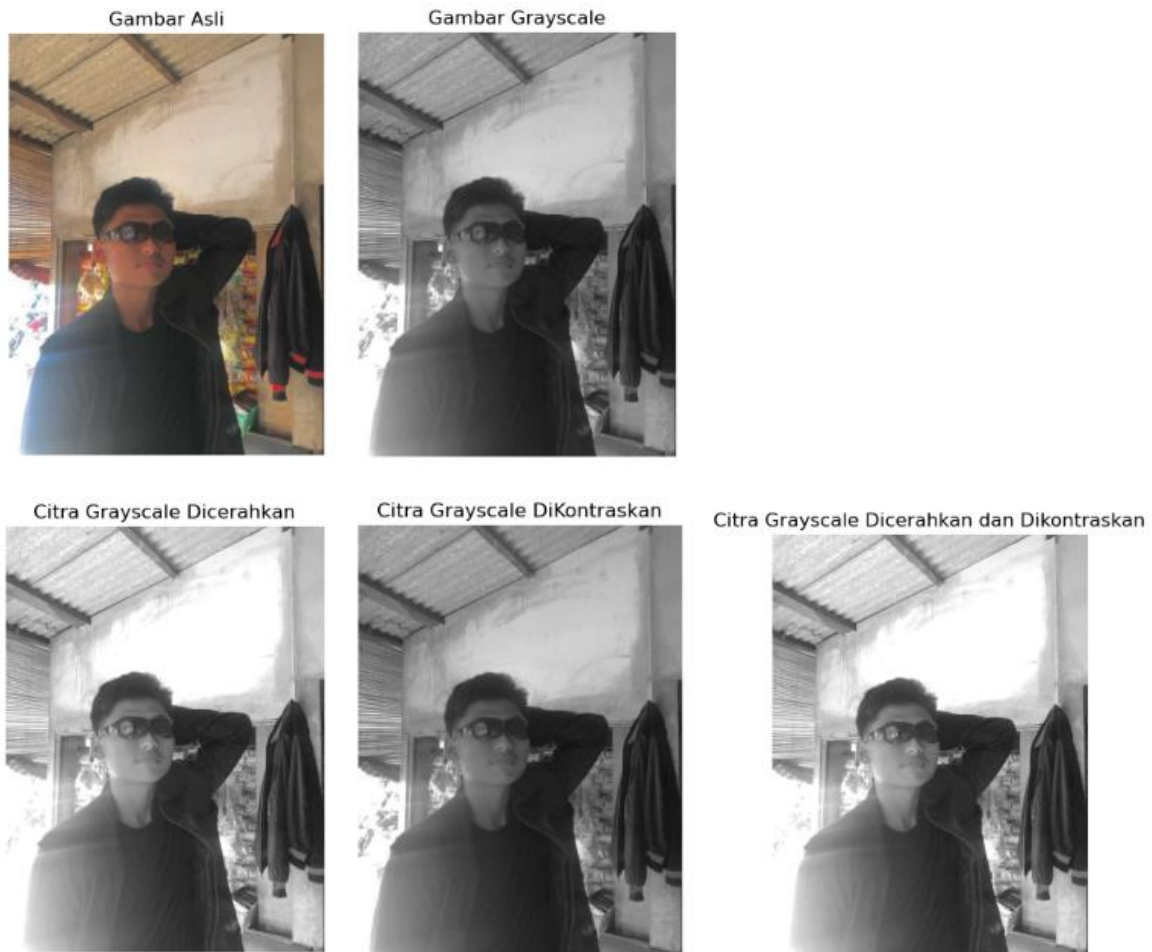 Gambar Asli
Gambar Grayscale
Citra Grayscale Dicerahkan
Citra Grayscale DiKontraskan
Citra Grayscale Dicerahkan dan Dikontraskan